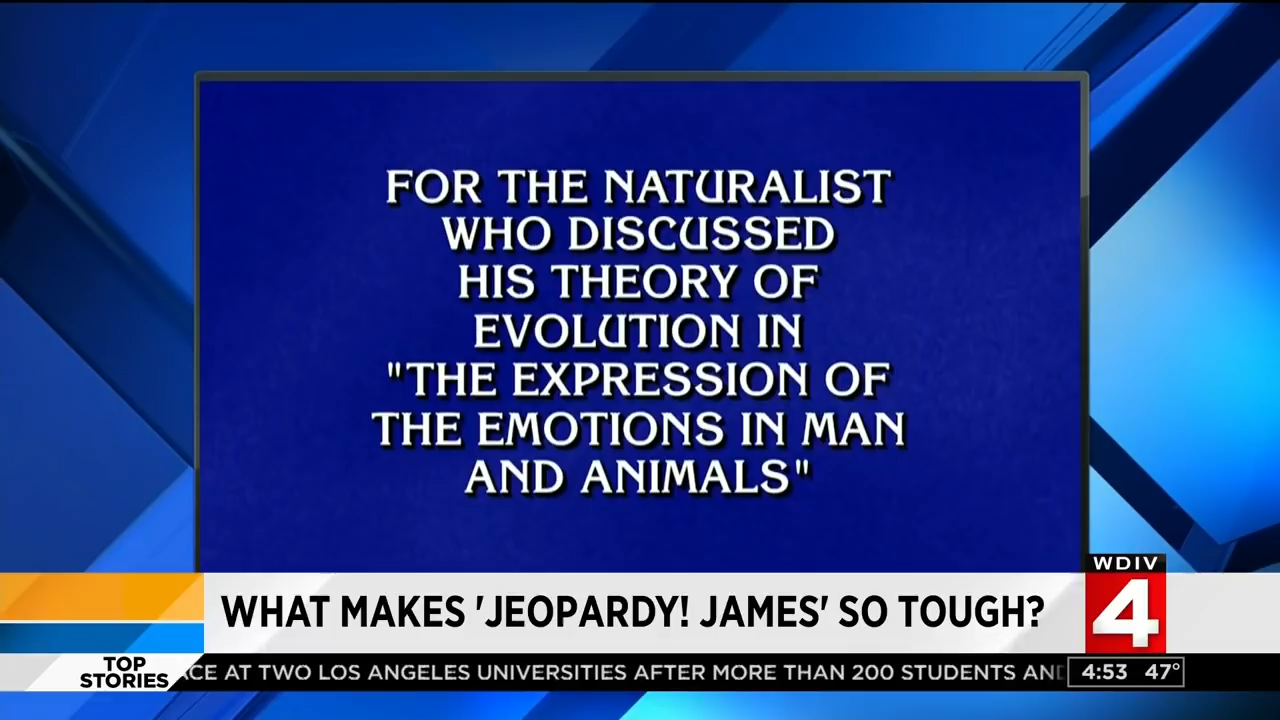 FOR THE NATURALIST
WHO DISCUSSED
HIS THEORY OF
EVOLUTION IN
"THE EXPRESSION OF
THE EMOTIONS IN MAN
AND ANIMALS"
WHAT MAKES 'JEOPARDY! JAMES' SO TOUGH?
WDIV
4
TOP
STORIES
AT TWO LOS ANGELES UNIVERSITIES AFTER MORE THAN 200 STUDENTS AND
4:53 47°